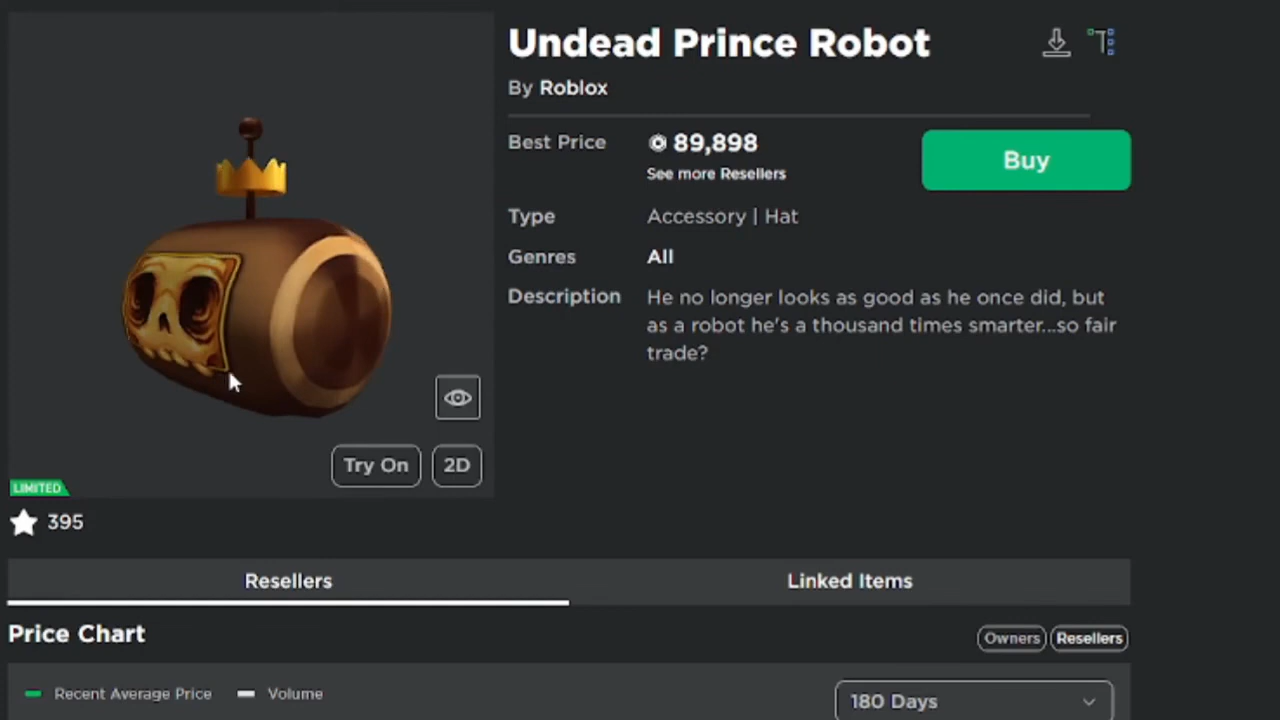 Undead Prince Robot
By Roblox
Best Price
89,898
See more Resellers
Buy
Type
Accessory | Hat
Genres
All
Description
He no longer looks as good as he once did, but
as a robot he's a thousand times smarter...so fair
trade?
Try On
2D
LIMITED
395
Resellers
Linked Items
Price Chart
Owners
Resellers
Recent Average Price
Volume
180 Days